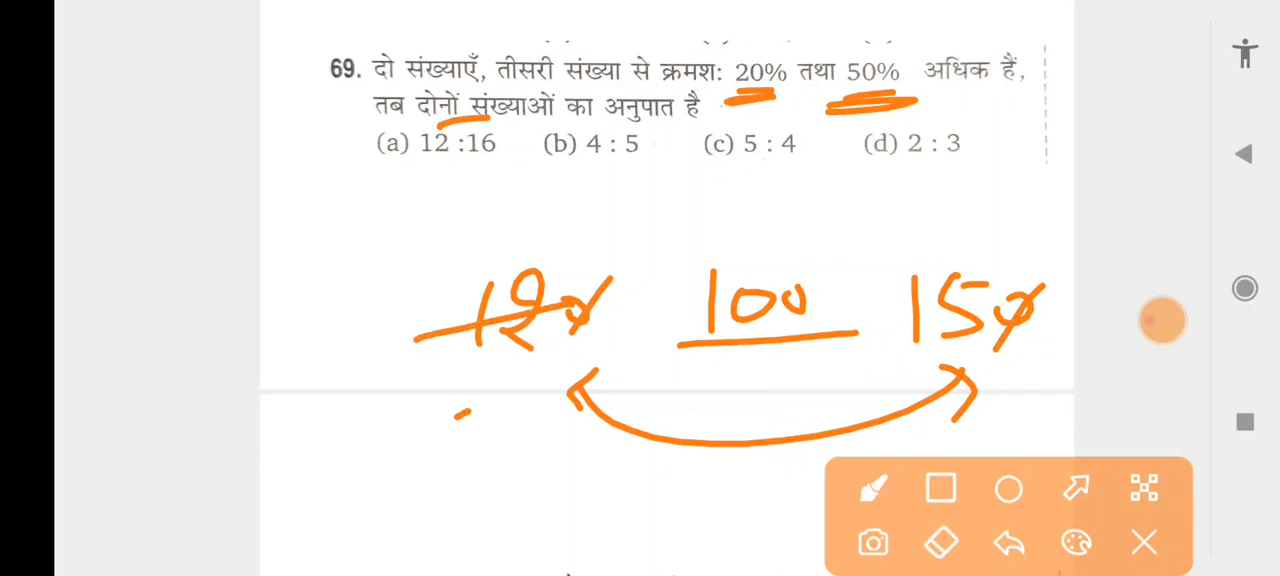 69. दो संख्याएँ, तीसरी संख्या से क्रमश: 20% तथा 50% अधिक हैं,
तब दोनों संख्याओं का अनुपात है
(a) 12 :16 (b) 4 : 5 (c) 5 : 4 (d) 2 : 3
120 100 150